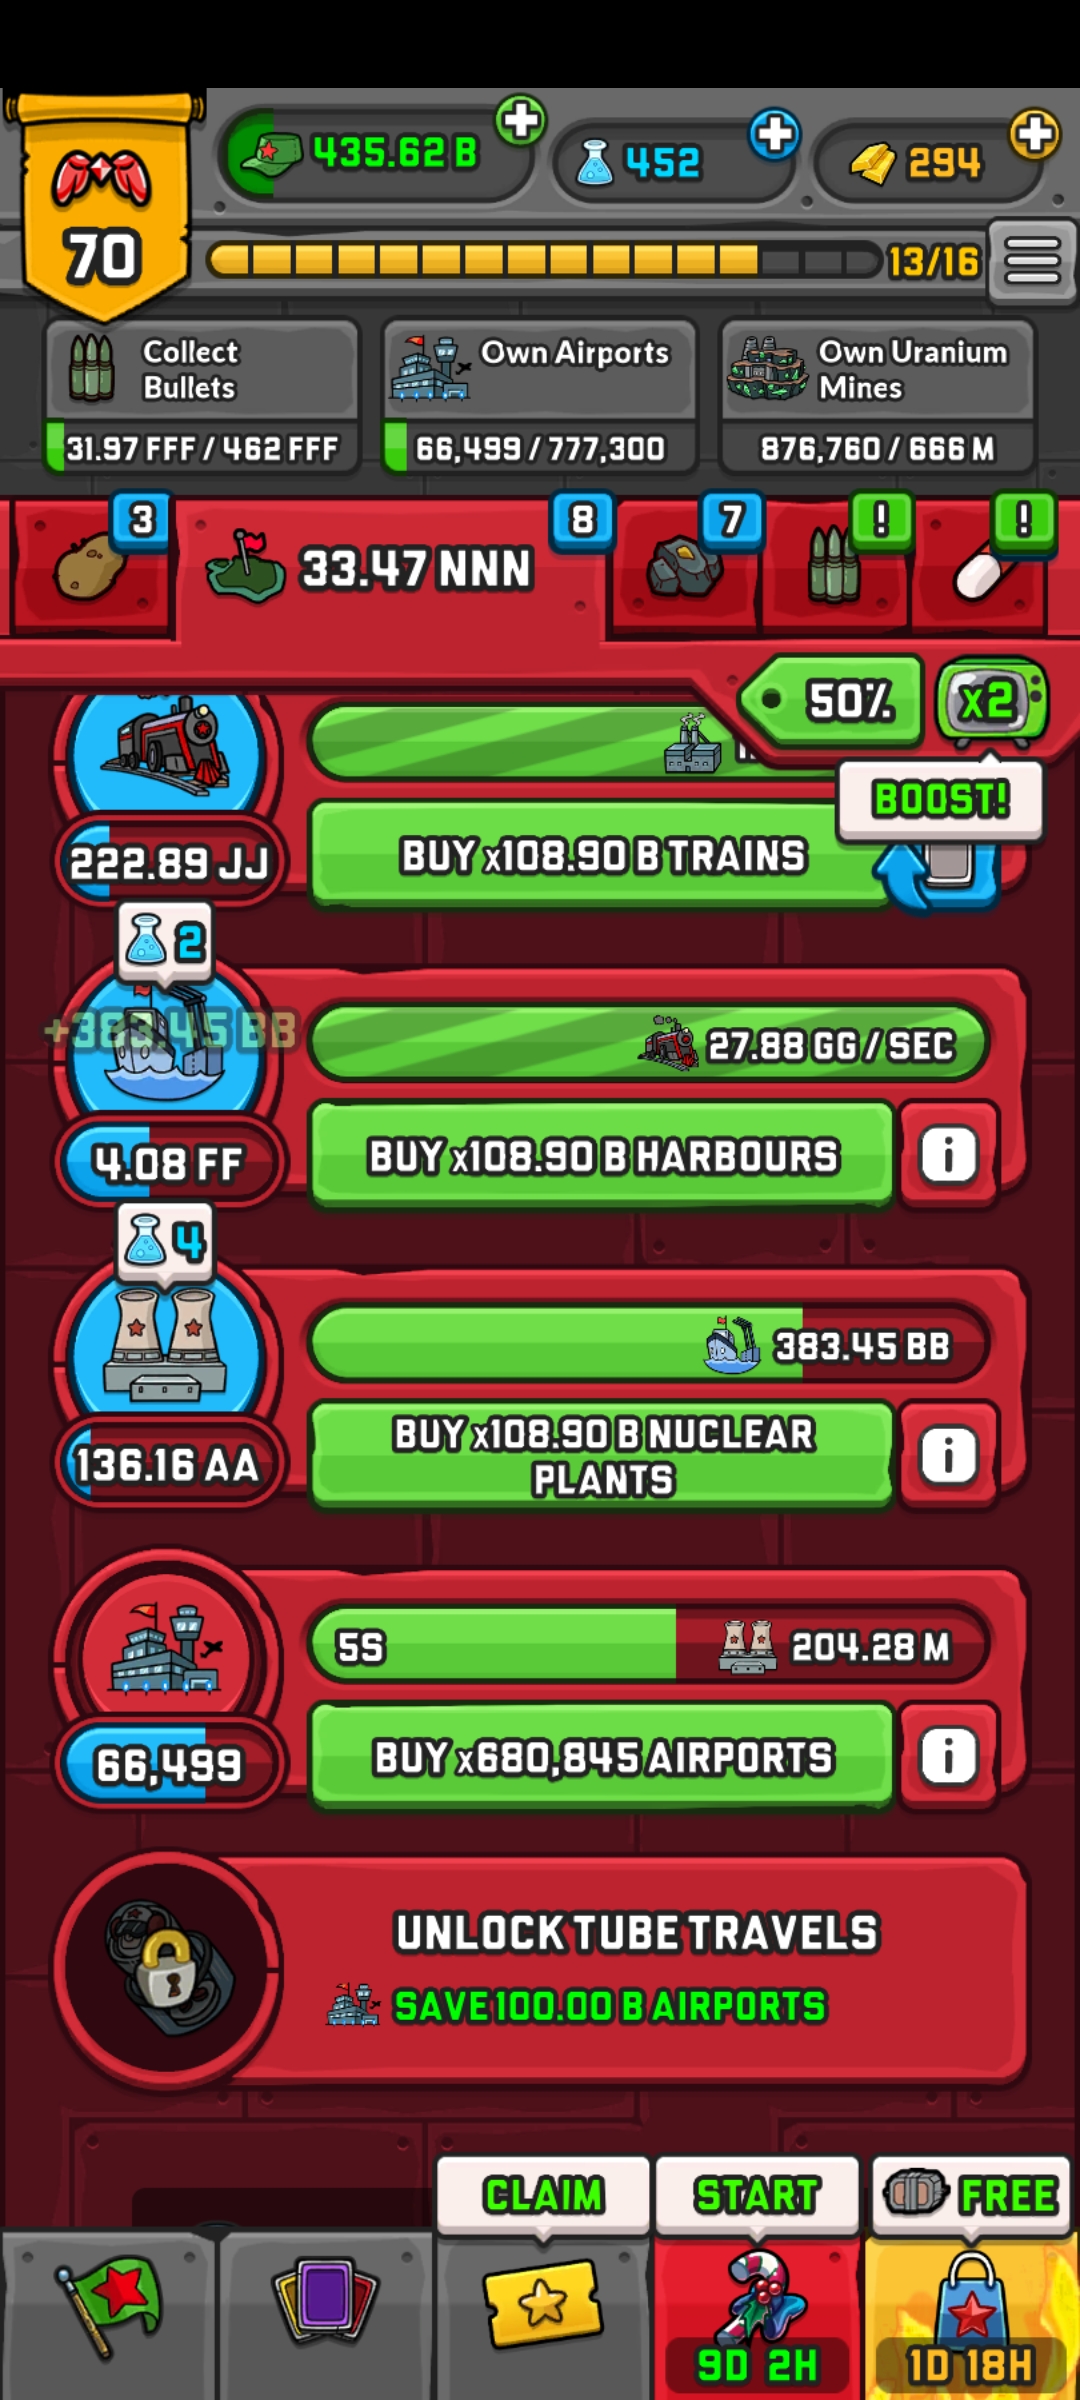 70
435.62 B
452
294
13/16
Collect
Bullets
31.97 FFF / 462 FFF
Own Airports
66,499 / 777,300
Own Uranium
Mines
876,760 / 666 M
3
33.47 NNN
8
7
!
!
50%
x2
BOOST!
BUY x108.90 B TRAINS
222.89 JJ
2
+383.45 BB
27.88 GG / SEC
BUY x108.90 B HARBOURS
i
4.08 FF
4
383.45 BB
BUY x108.90 B NUCLEAR
PLANTS
i
136.16 AA
5S
204.28 M
BUY x680,845 AIRPORTS
i
66,499
UNLOCK TUBE TRAVELS
SAVE 100.00 B AIRPORTS
CLAIM
START
FREE
9D 2H
1D 18H